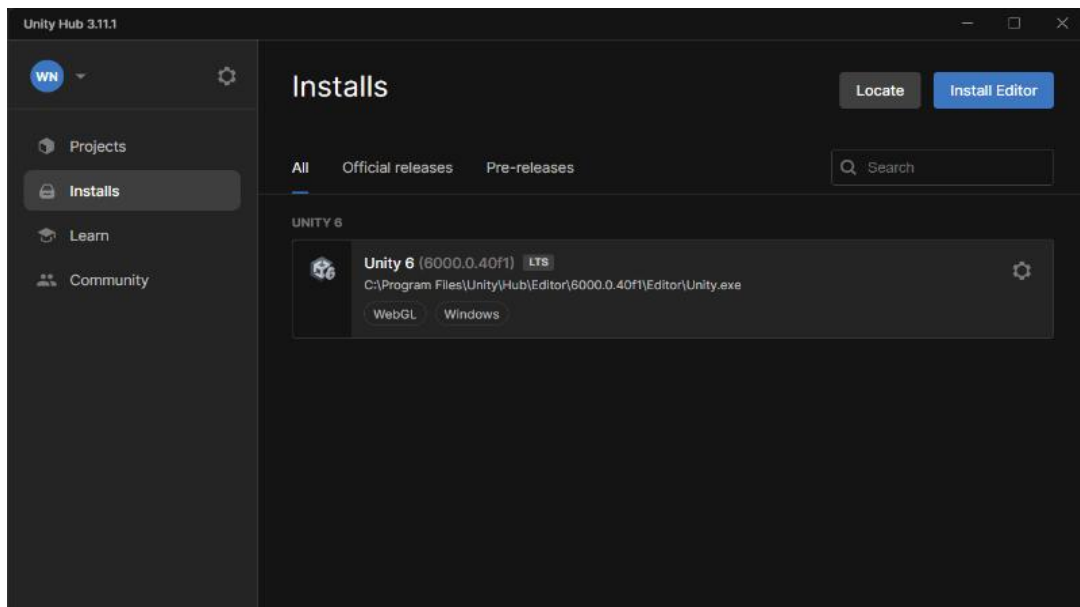 Unity Hub 3.11.1
WN
Projects
Installs
Learn
Community
Installs
Locate
Install Editor
All
Official releases
Pre-releases
Search
UNITY 6
Unity 6 (6000.0.40f1) LTS
C:\Program Files\Unity\Hub\Editor\6000.0.40f1\Editor\Unity.exe
WebGL
Windows